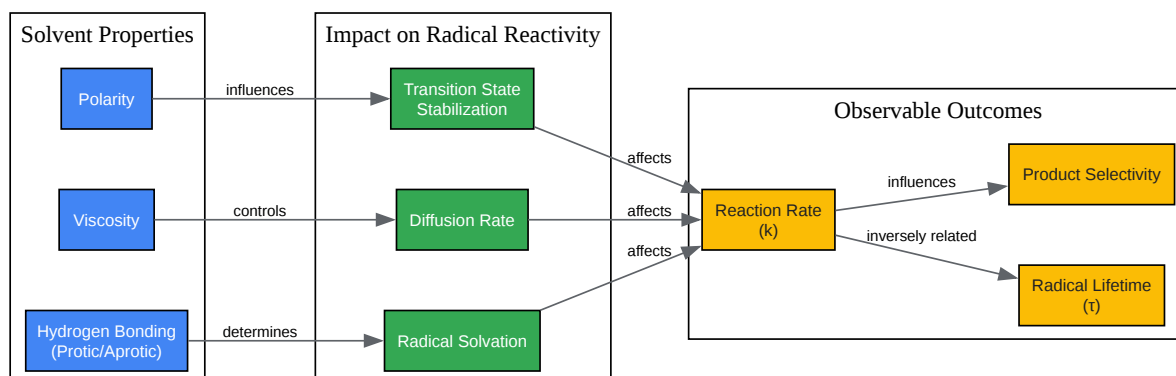 Solvent Properties
Impact on Radical Reactivity
Observable Outcomes
Polarity
influences
Transition State
Stabilization
affects
Viscosity
controls
Diffusion Rate
affects
Hydrogen Bonding
(Protic/Aprotic)
determines
Radical Solvation
affects
Reaction Rate
(k)
influences
Product Selectivity
inversely related
Radical Lifetime
(τ)